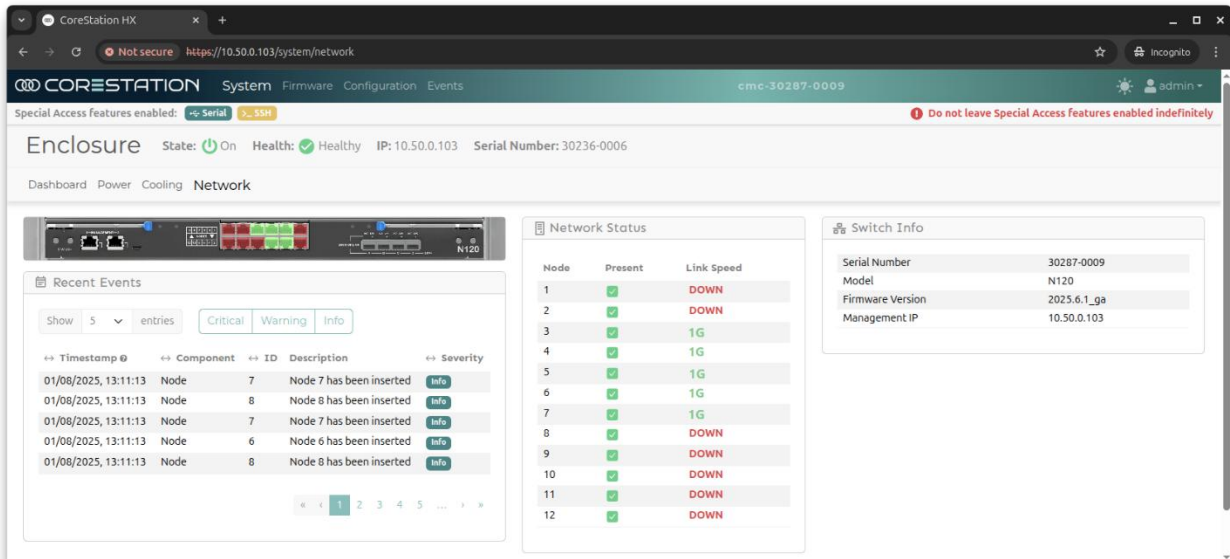 CoreStation HX
Not secure https://10.50.0.103/system/network Incognito
CORESTATION System Firmware Configuration Events cmc-30287-0009 admin
Special Access features enabled: Serial >_ SSH Do not leave Special Access features enabled indefinitely
Enclosure State: On Health: Healthy IP: 10.50.0.103 Serial Number: 30236-0006
Dashboard Power Cooling Network
N120
Recent Events
Show 5 entries Critical Warning Info
Timestamp Component ID Description Severity
01/08/2025, 13:11:13 Node 7 Node 7 has been inserted Info
01/08/2025, 13:11:13 Node 8 Node 8 has been inserted Info
01/08/2025, 13:11:13 Node 7 Node 7 has been inserted Info
01/08/2025, 13:11:13 Node 6 Node 6 has been inserted Info
01/08/2025, 13:11:13 Node 8 Node 8 has been inserted Info
« ‹ 1 2 3 4 5 ... › »
Network Status
Node Present Link Speed
1 DOWN
2 DOWN
3 1G
4 1G
5 1G
6 1G
7 1G
8 DOWN
9 DOWN
10 DOWN
11 DOWN
12 DOWN
Switch Info
Serial Number 30287-0009
Model N120
Firmware Version 2025.6.1_ga
Management IP 10.50.0.103